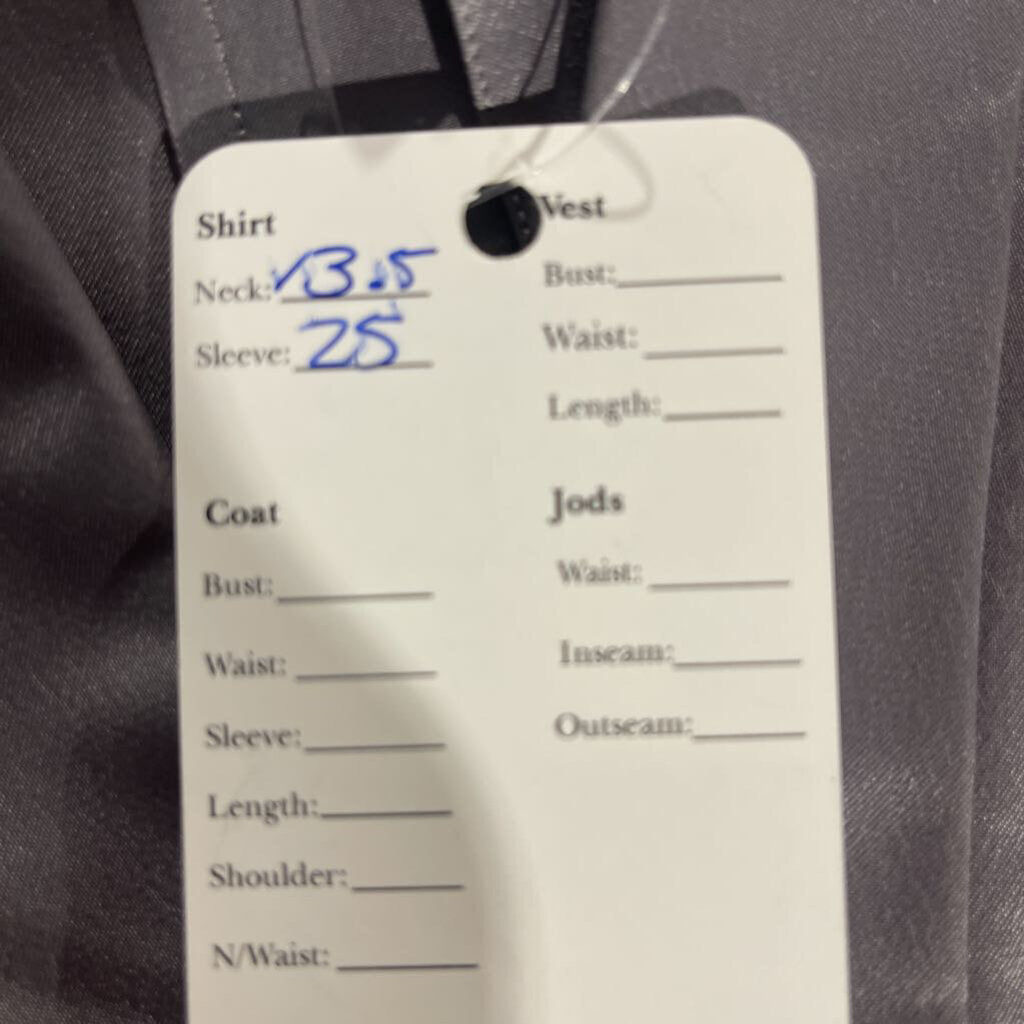 Shirt
Neck: 13.5
Sleeve: 25
Vest
Bust:
Waist:
Length:
Coat
Bust:
Waist:
Sleeve:
Length:
Shoulder:
N/Waist:
Jods
Waist:
Inseam:
Outseam: